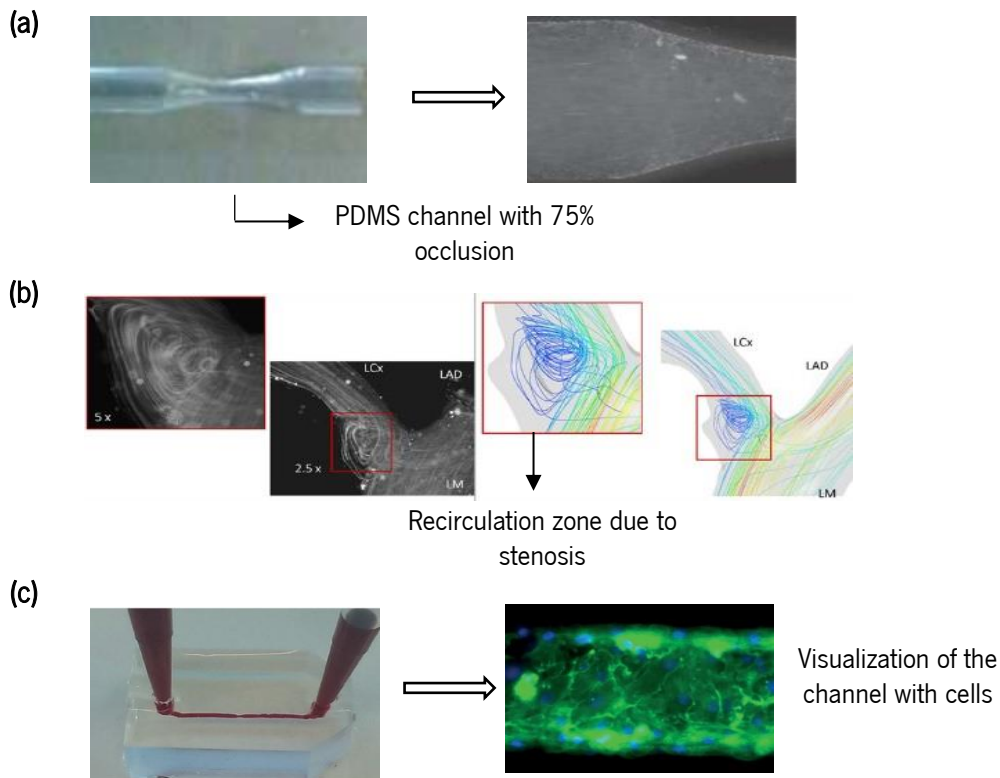 (a)
PDMS channel with 75%
occlusion
(b)
5 x
2.5 x
LCx
LAD
LM
LCx
LAD
LM
Recirculation zone due to
stenosis
(c)
Visualization of the
channel with cells